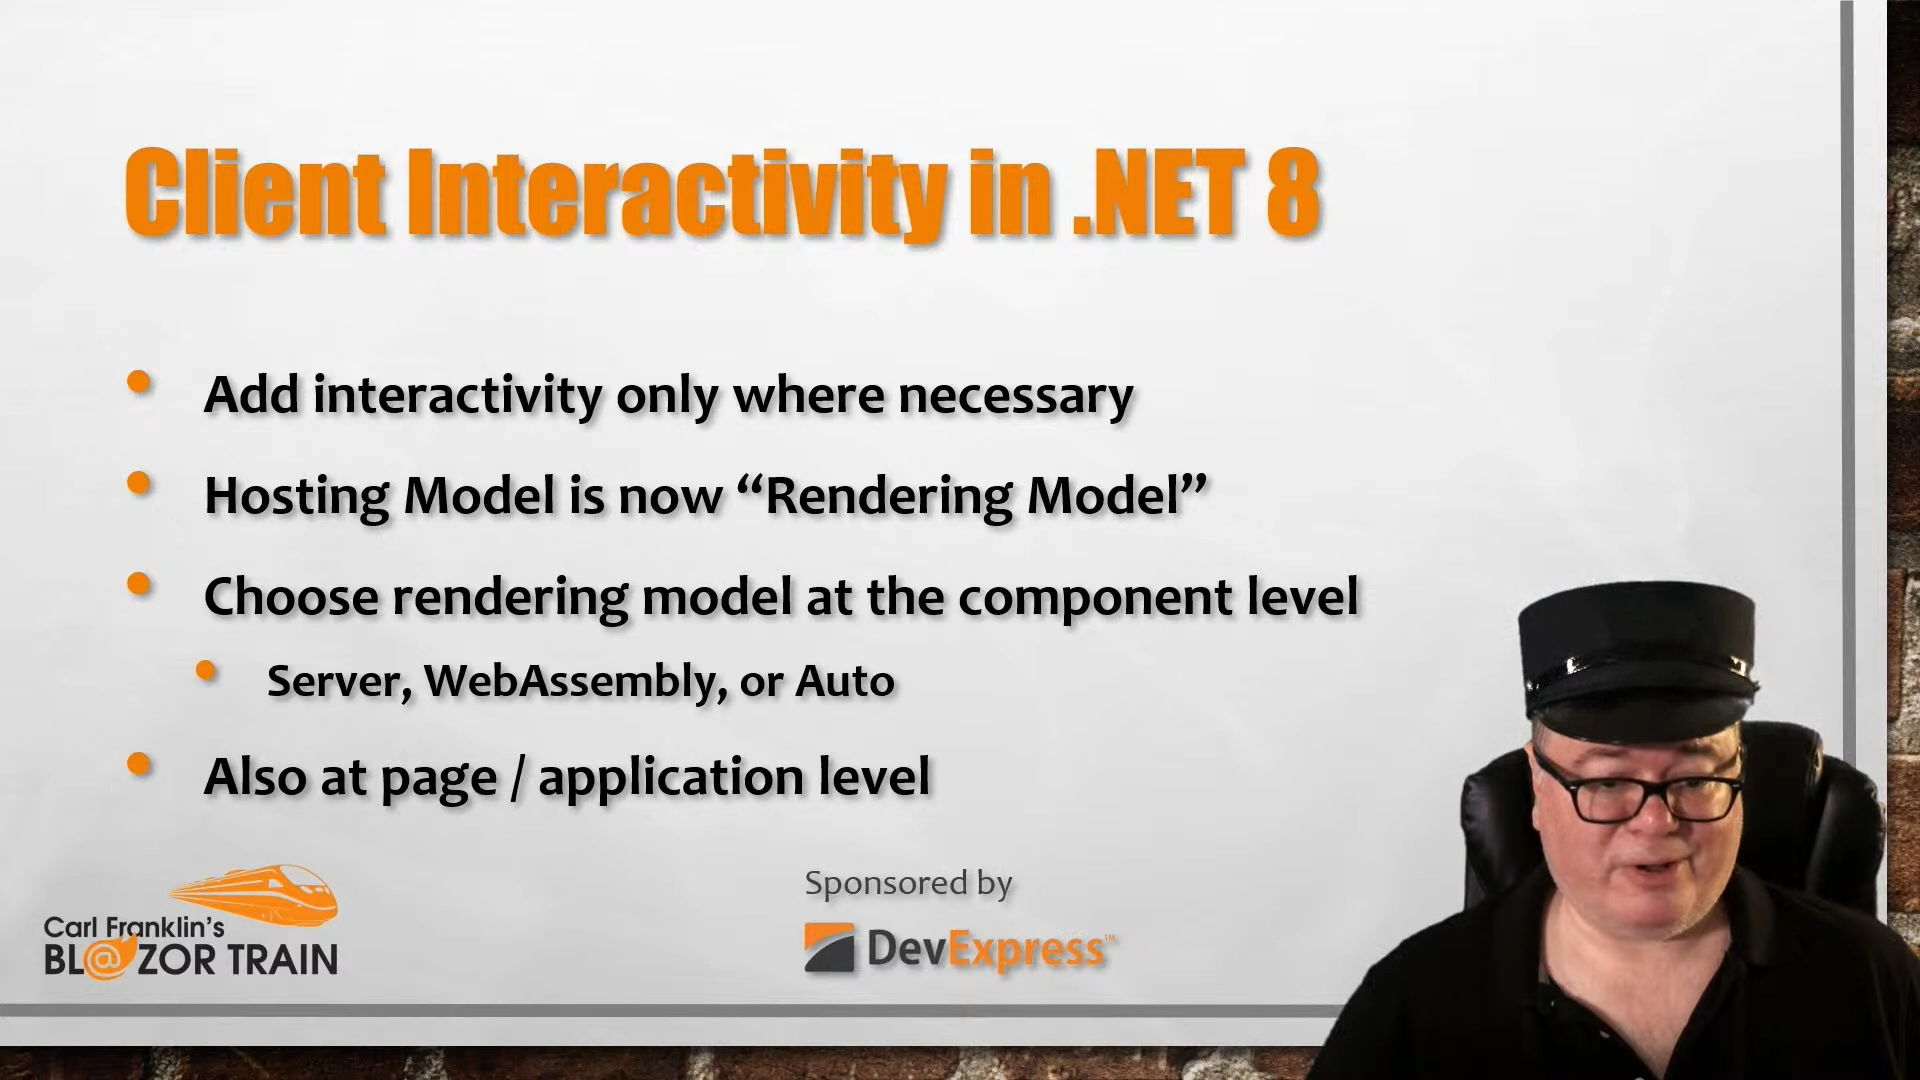 Client Interactivity in .NET 8
Add interactivity only where necessary
Hosting Model is now “Rendering Model”
Choose rendering model at the component level
Server, WebAssembly, or Auto
Also at page / application level
Carl Franklin's
BL@ZOR TRAIN
Sponsored by
DevExpress™